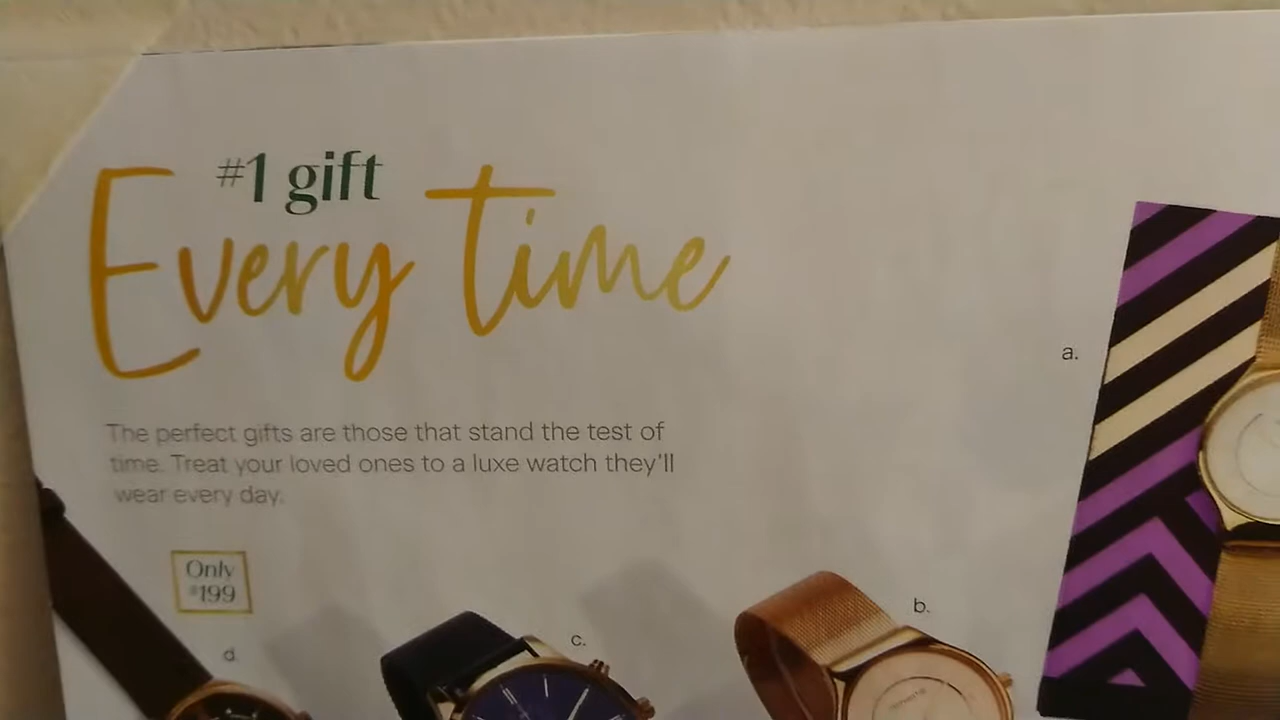 #1 gift
Every time
The perfect gifts are those that stand the test of
time. Treat your loved ones to a luxe watch they'll
wear every day.
a.
Only
$199
b.
c.
d.